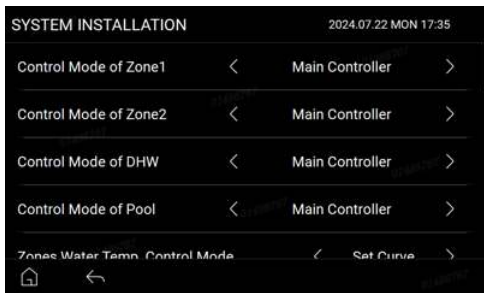 SYSTEM INSTALLATION 2024.07.22 MON 17:35
Control Mode of Zone1 < Main Controller >
Control Mode of Zone2 < Main Controller >
Control Mode of DHW < Main Controller >
Control Mode of Pool < Main Controller >
Zones Water Temp. Control Mode < Set Curve >